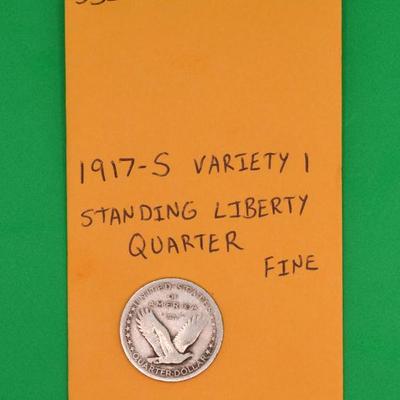 1917-S VARIETY 1
STANDING LIBERTY
QUARTER
FINE
UNITED STATES
OF
AMERICA
QUARTER DOLLAR